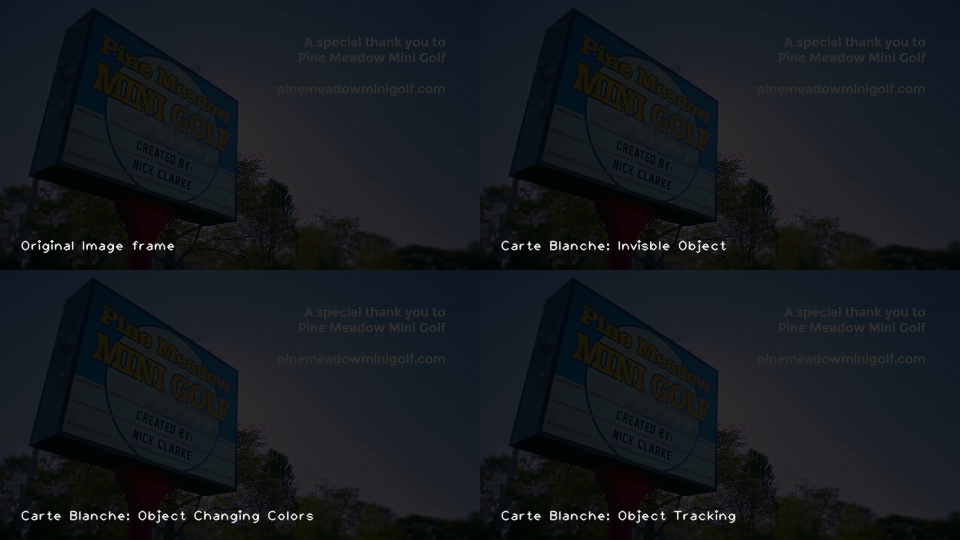 Pine Meadow
MINI GOLF
CREATED BY:
NICK CLARKE
A special thank you to
Pine Meadow Mini Golf
pinemeadowminigolf.com
Original Image frame
Pine Meadow
MINI GOLF
CREATED BY:
NICK CLARKE
A special thank you to
Pine Meadow Mini Golf
pinemeadowminigolf.com
Carte Blanche: Invisble Object
Pine Meadow
MINI GOLF
CREATED BY:
NICK CLARKE
A special thank you to
Pine Meadow Mini Golf
pinemeadowminigolf.com
Carte Blanche: Object Changing Colors
Pine Meadow
MINI GOLF
CREATED BY:
NICK CLARKE
A special thank you to
Pine Meadow Mini Golf
pinemeadowminigolf.com
Carte Blanche: Object Tracking